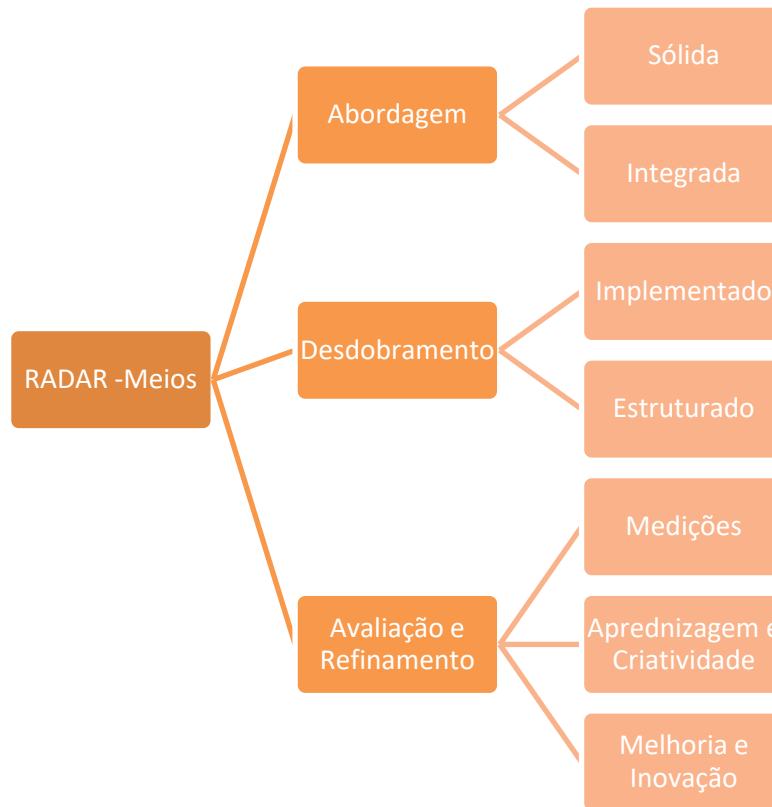 Sólida
Abordagem
Integrada
Implementado
RADAR -Meios
Desdobramento
Estruturado
Medições
Avaliação e
Refinamento
Aprednizagem e
Criatividade
Melhoria e
Inovação